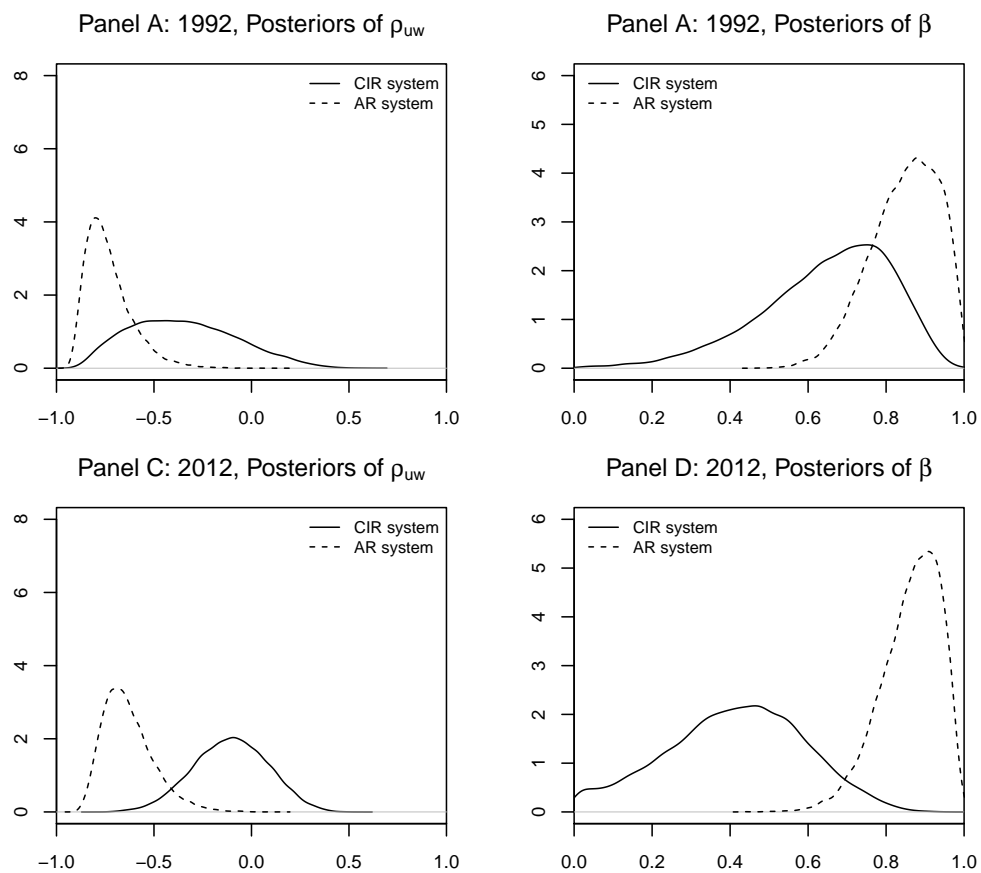 Panel A: 1992, Posteriors of ρuw
8
6
4
2
0
CIR system
AR system
−1.0 −0.5 0.0 0.5 1.0
Panel A: 1992, Posteriors of β
6
5
4
3
2
1
0
CIR system
AR system
0.0 0.2 0.4 0.6 0.8 1.0
Panel C: 2012, Posteriors of ρuw
8
6
4
2
0
CIR system
AR system
−1.0 −0.5 0.0 0.5 1.0
Panel D: 2012, Posteriors of β
6
5
4
3
2
1
0
CIR system
AR system
0.0 0.2 0.4 0.6 0.8 1.0